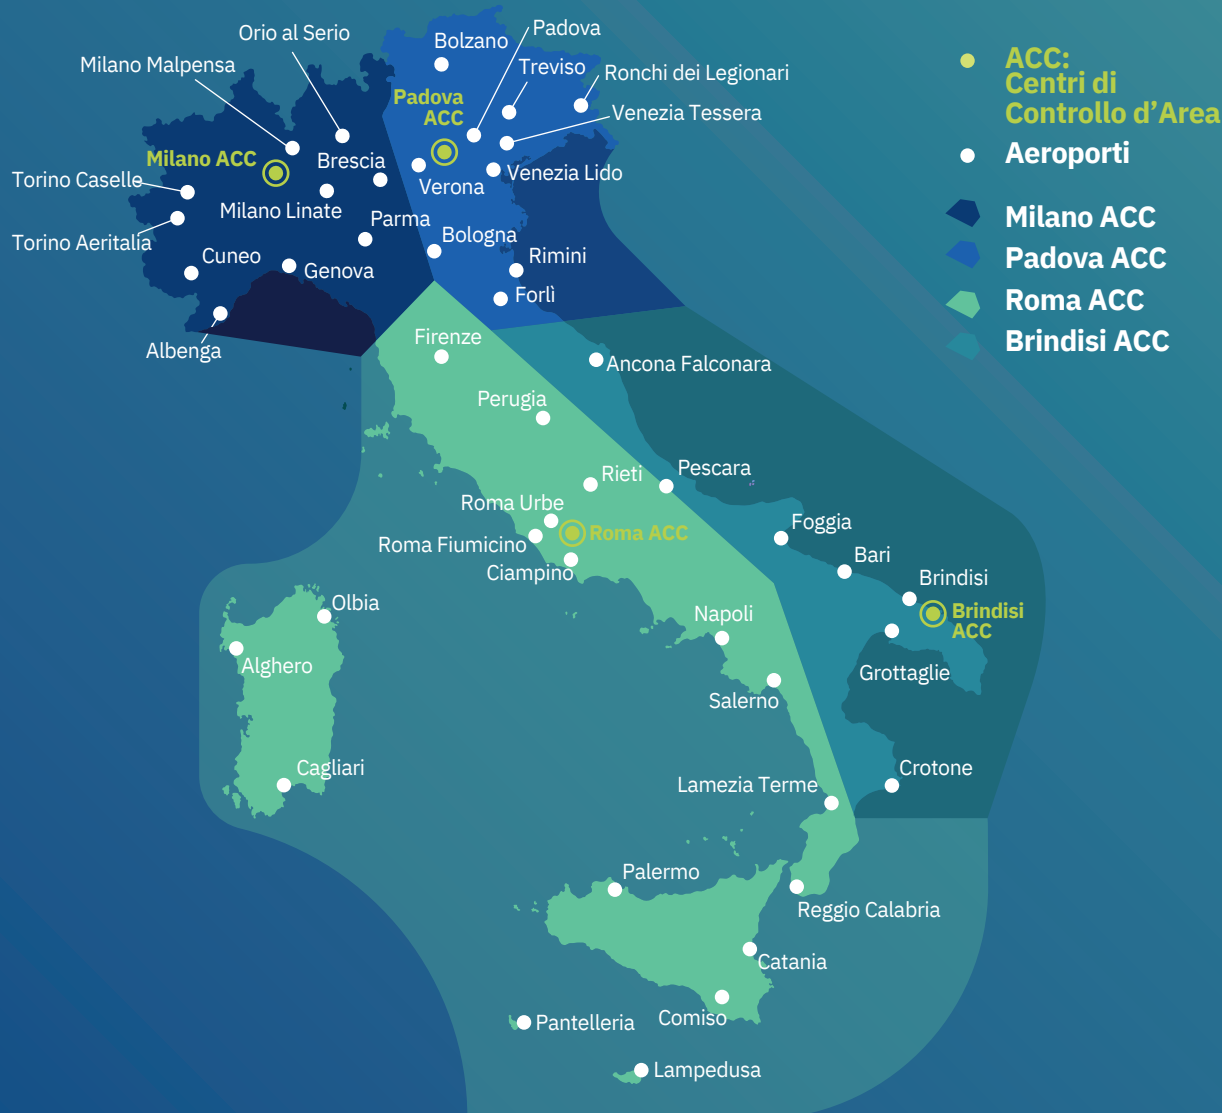 Orio al Serio
Padova
Bolzano
Milano Malpensa
Treviso
Ronchi dei Legionari
Padova
ACC
Venezia Tessera
Milano ACC
Brescia
Torino Caselle
Verona
Venezia Lido
Milano Linate
Parma
Torino Aeritalia
Bologna
Cuneo
Genova
Rimini
Forlì
Albenga
Firenze
Ancona Falconara
Perugia
Rieti
Pescara
Roma Urbe
Roma ACC
Roma Fiumicino
Ciampino
Foggia
Bari
Brindisi
Brindisi
ACC
Olbia
Napoli
Alghero
Grottaglie
Salerno
Cagliari
Crotone
Lamezia Terme
Palermo
Reggio Calabria
Catania
Comiso
Pantelleria
Lampedusa
ACC:
Centri di
Controllo d’Area
Aeroporti
Milano ACC
Padova ACC
Roma ACC
Brindisi ACC